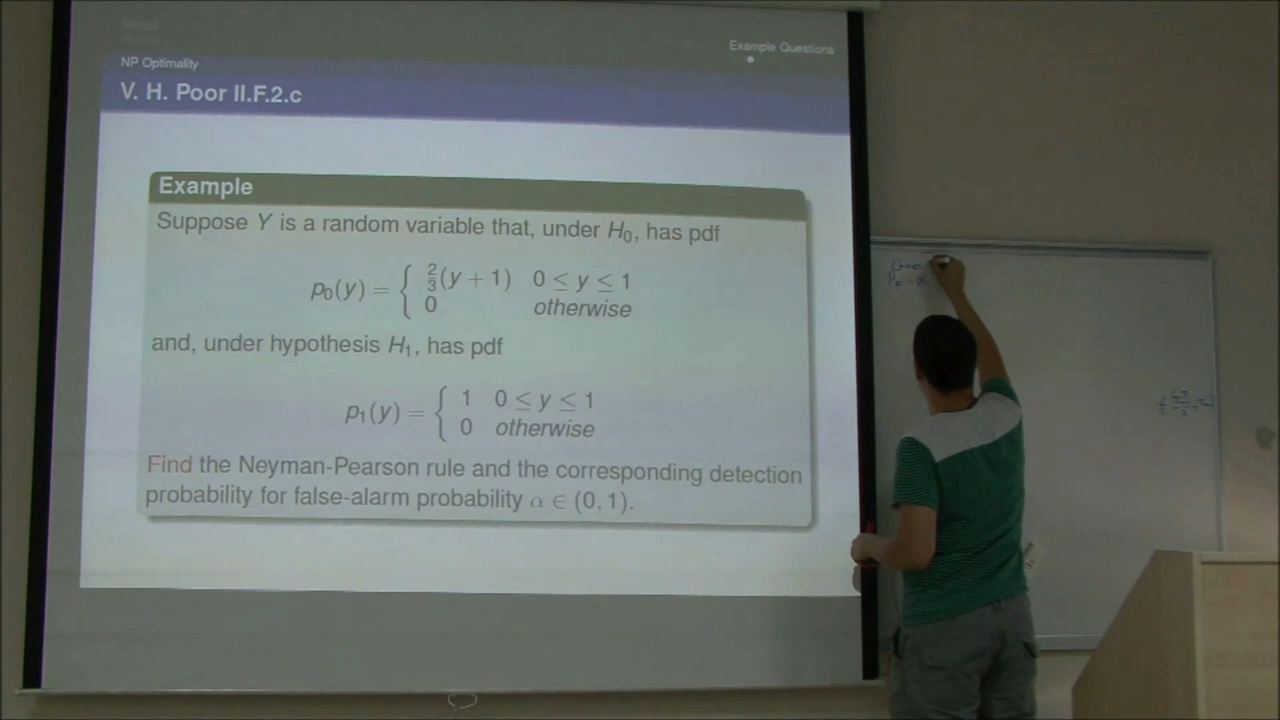 Example Questions
NP Optimality
V. H. Poor II.F.2.c
Example
Suppose Y is a random variable that, under H₀, has pdf
p₀(y) = { 2/3(y + 1) 0 ≤ y ≤ 1
0 otherwise
and, under hypothesis H₁, has pdf
p₁(y) = { 1 0 ≤ y ≤ 1
0 otherwise
Find the Neyman-Pearson rule and the corresponding detection
probability for false-alarm probability α ∈ (0, 1).